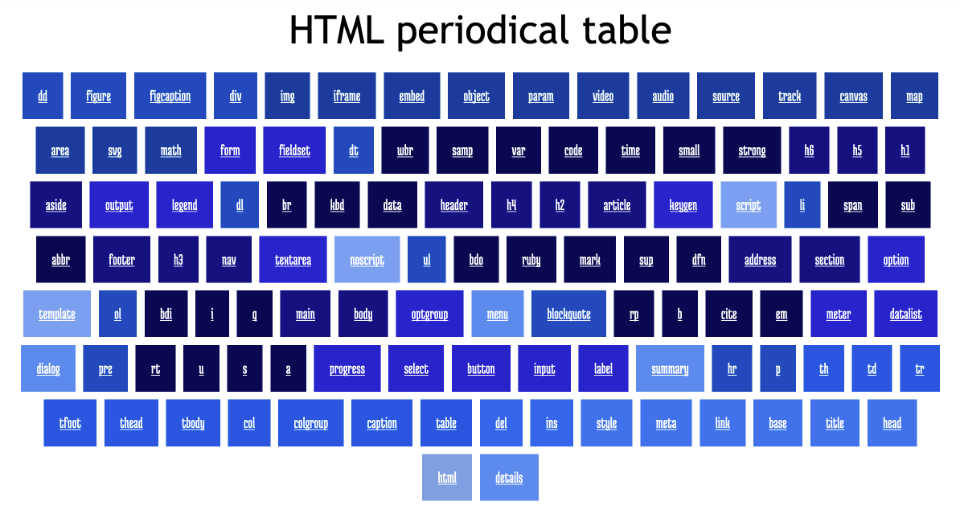 HTML periodical table
dd figure figcaption div img iframe embed object param video audio source track canvas map
area svg math form fieldset dt wbr samp var code time small strong h6 h5 h1
aside output legend dl br kbd data header h4 h2 article keygen script li span sub
abbr footer h3 nav textarea noscript ul bdo ruby mark sup dfn address section option
template ol bdi i q main body optgroup menu blockquote rp b cite em meter datalist
dialog pre rt u s a progress select button input label summary hr p th td tr
tfoot thead tbody col colgroup caption table del ins style meta link base title head
html details